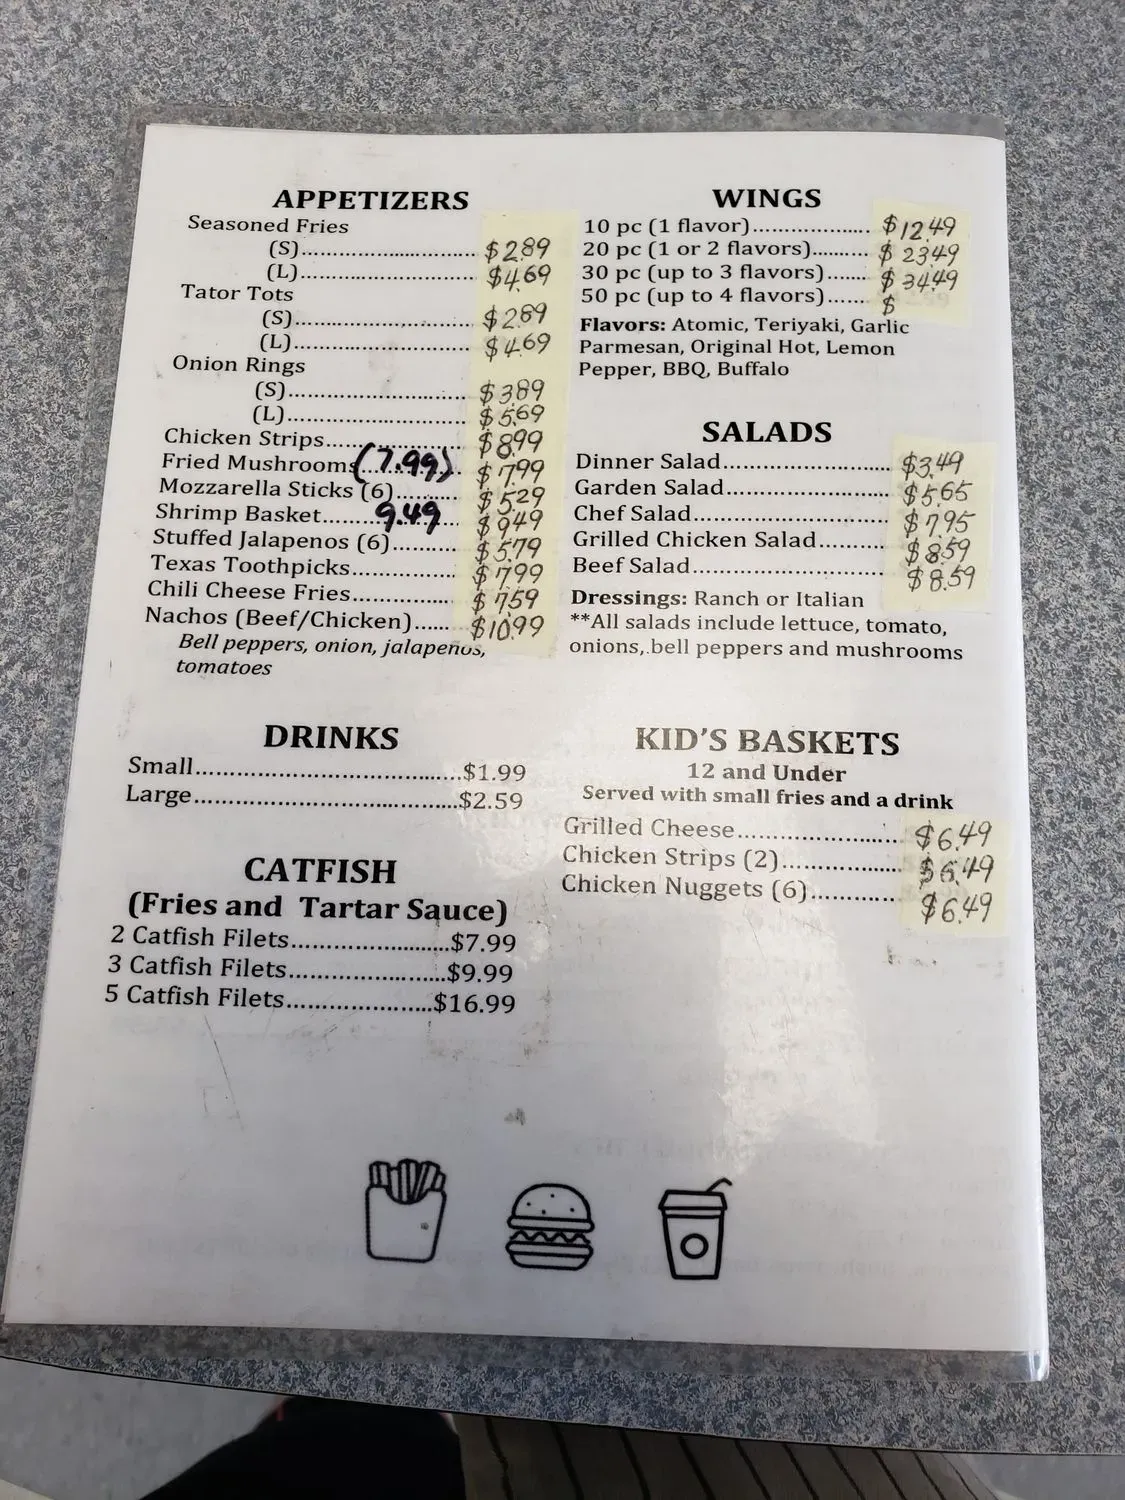 APPETIZERS
Seasoned Fries
(S)........................................ $2.89
(L)........................................ $4.69
Tator Tots
(S)........................................ $2.89
(L)........................................ $4.69
Onion Rings
(S)........................................ $3.89
(L)........................................ $5.69
Chicken Strips........................ $8.99
Fried Mushrooms (7.99) ........ $7.99
Mozzarella Sticks (6)............ $5.29
Shrimp Basket........ 9.49 ........ $9.49
Stuffed Jalapenos (6)............ $5.79
Texas Toothpicks.................. $7.99
Chili Cheese Fries.................. $7.59
Nachos (Beef/Chicken)...... $10.99
Bell peppers, onion, jalapenos,
tomatoes
WINGS
10 pc (1 flavor)..................... $12.49
20 pc (1 or 2 flavors)............ $23.49
30 pc (up to 3 flavors)......... $34.49
50 pc (up to 4 flavors)...... $
Flavors: Atomic, Teriyaki, Garlic
Parmesan, Original Hot, Lemon
Pepper, BBQ, Buffalo
SALADS
Dinner Salad........................... $3.49
Garden Salad........................... $5.65
Chef Salad.............................. $7.95
Grilled Chicken Salad............ $8.59
Beef Salad.............................. $8.59
Dressings: Ranch or Italian
**All salads include lettuce, tomato,
onions, bell peppers and mushrooms
DRINKS
Small.......................................$1.99
Large.......................................$2.59
CATFISH
(Fries and Tartar Sauce)
2 Catfish Filets........................$7.99
3 Catfish Filets........................$9.99
5 Catfish Filets......................$16.99
KID'S BASKETS
12 and Under
Served with small fries and a drink
Grilled Cheese........................ $6.49
Chicken Strips (2).................. $6.49
Chicken Nuggets (6)............... $6.49